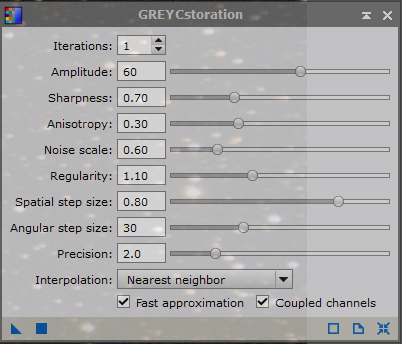 GREYCstoration
Iterations: 1
Amplitude: 60
Sharpness: 0.70
Anisotropy: 0.30
Noise scale: 0.60
Regularity: 1.10
Spatial step size: 0.80
Angular step size: 30
Precision: 2.0
Interpolation: Nearest neighbor
Fast approximation Coupled channels